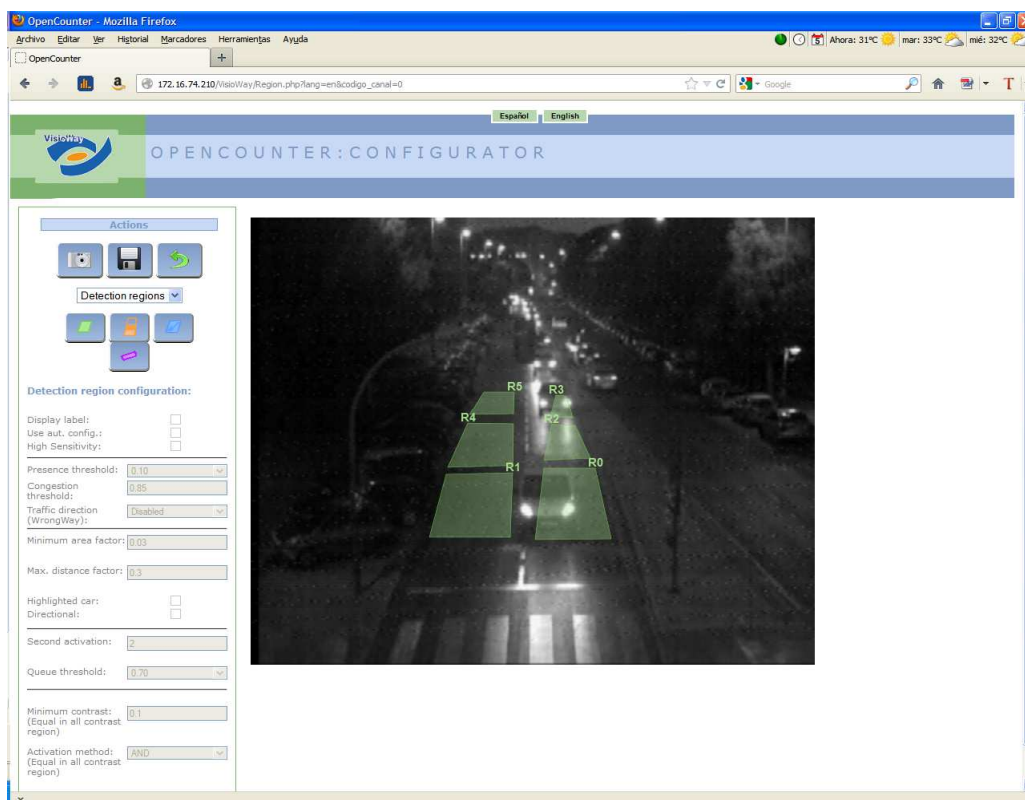 OpenCounter - Mozilla Firefox
Archivo Editar Ver Historial Marcadores Herramientas Ayuda
5 Ahora: 31ºC mar: 33ºC mié: 32ºC
OpenCounter +
a 172.16.74.210/VisioWay/Region.php?lang=en&codigo_canal=0 Google T
Español English
VisioWay
OPENCOUNTER:CONFIGURATOR
Actions
Detection regions
Detection region configuration:
Display label:
Use aut. config.:
High Sensitivity:
Presence threshold: 0.10
Congestion threshold: 0.85
Traffic direction (WrongWay): Disabled
Minimum area factor: 0.03
Max. distance factor: 0.3
Highlighted car:
Directional:
Second activation: 2
Queue threshold: 0.70
Minimum contrast: 0.1
(Equal in all contrast
region)
Activation method: AND
(Equal in all contrast
region)
R5 R3
R4 R2
R1 R0
x